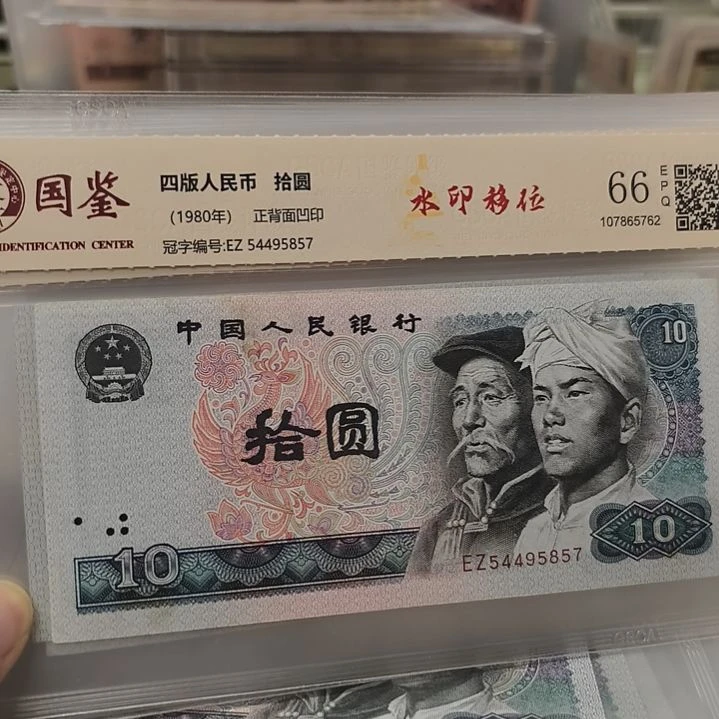 国鉴
IDENTIFICATION CENTER
四版人民币 拾圆
(1980年) 正背面凹印
冠字编号:EZ 54495857
水印移位
66
EPQ
107865762
中国人民银行
10
拾圆
10
EZ54495857
10